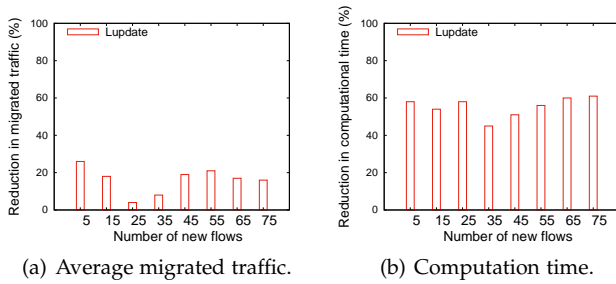 Reduction in migrated traffic (%)
100
80
60
40
20
0
Lupdate
5 15 25 35 45 55 65 75
Number of new flows
(a) Average migrated traffic.
Reduction in computational time (%)
100
80
60
40
20
0
Lupdate
5 15 25 35 45 55 65 75
Number of new flows
(b) Computation time.